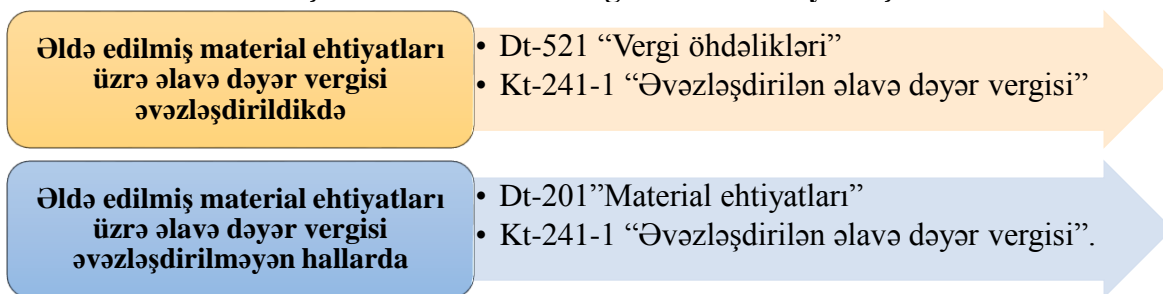 Əldə edilmiş material ehtiyatları
üzrə əlavə dəyər vergisi
əvəzləşdirildikdə
• Dt-521 “Vergi öhdəlikləri”
• Kt-241-1 “Əvəzləşdirilən əlavə dəyər vergisi”
Əldə edilmiş material ehtiyatları
üzrə əlavə dəyər vergisi
əvəzləşdirilməyən hallarda
• Dt-201”Material ehtiyatları”
• Kt-241-1 “Əvəzləşdirilən əlavə dəyər vergisi”.